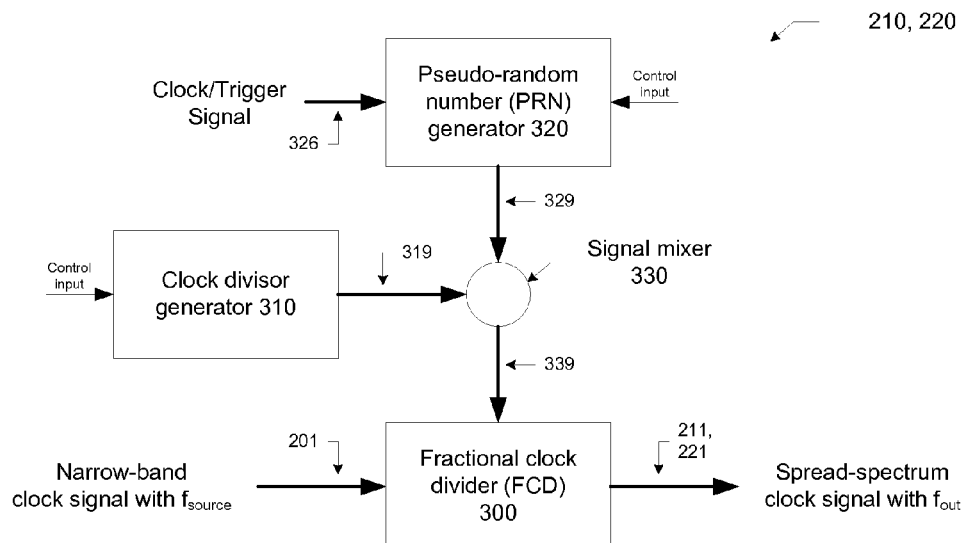 210, 220
Pseudo-random
number (PRN)
generator 320
Control
input
Clock/Trigger
Signal
326
329
319
Signal mixer
330
Control
input
Clock divisor
generator 310
339
201
211,
221
Narrow-band
clock signal with fsource
Fractional clock
divider (FCD)
300
Spread-spectrum
clock signal with fout